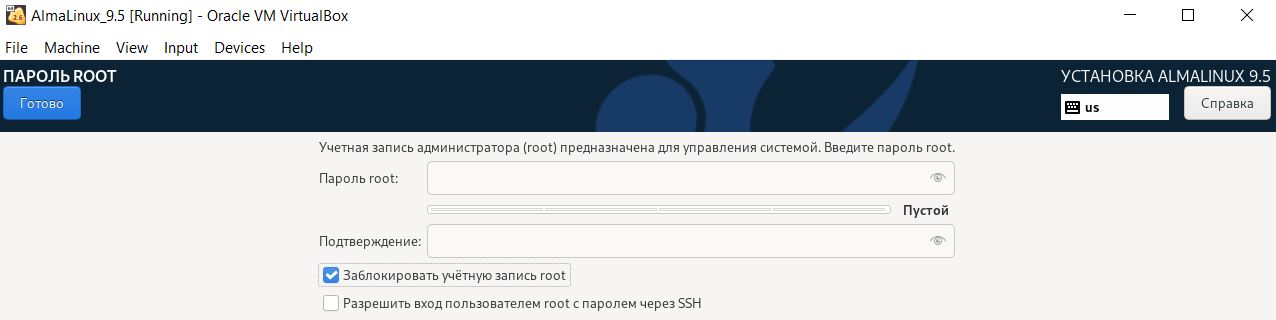 AlmaLinux_9.5 [Running] - Oracle VM VirtualBox
File Machine View Input Devices Help
ПАРОЛЬ ROOT
УСТАНОВКА ALMALINUX 9.5
Готово
us
Справка
Учетная запись администратора (root) предназначена для управления системой. Введите пароль root.
Пароль root:
Пустой
Подтверждение:
Заблокировать учётную запись root
Разрешить вход пользователем root с паролем через SSH